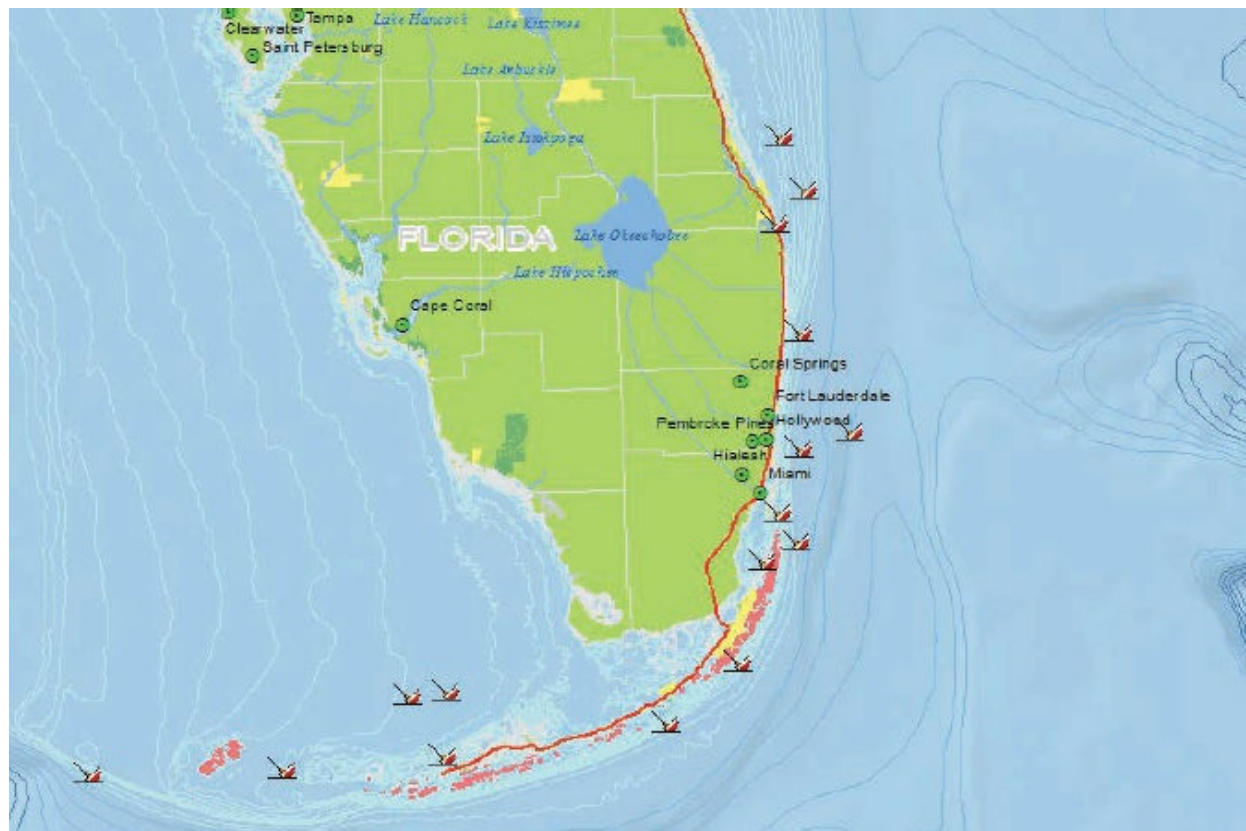 Tampa
Lake Hancock
Lake Kissimee
Clearwater
Saint Petersburg
Lake Arbuckle
Lake Istokpoga
FLORIDA
Lake Okeechobee
Lake Hicpochee
Cape Coral
Coral Springs
Fort Lauderdale
Pembroke Pines
Hollywood
Hialeah
Miami